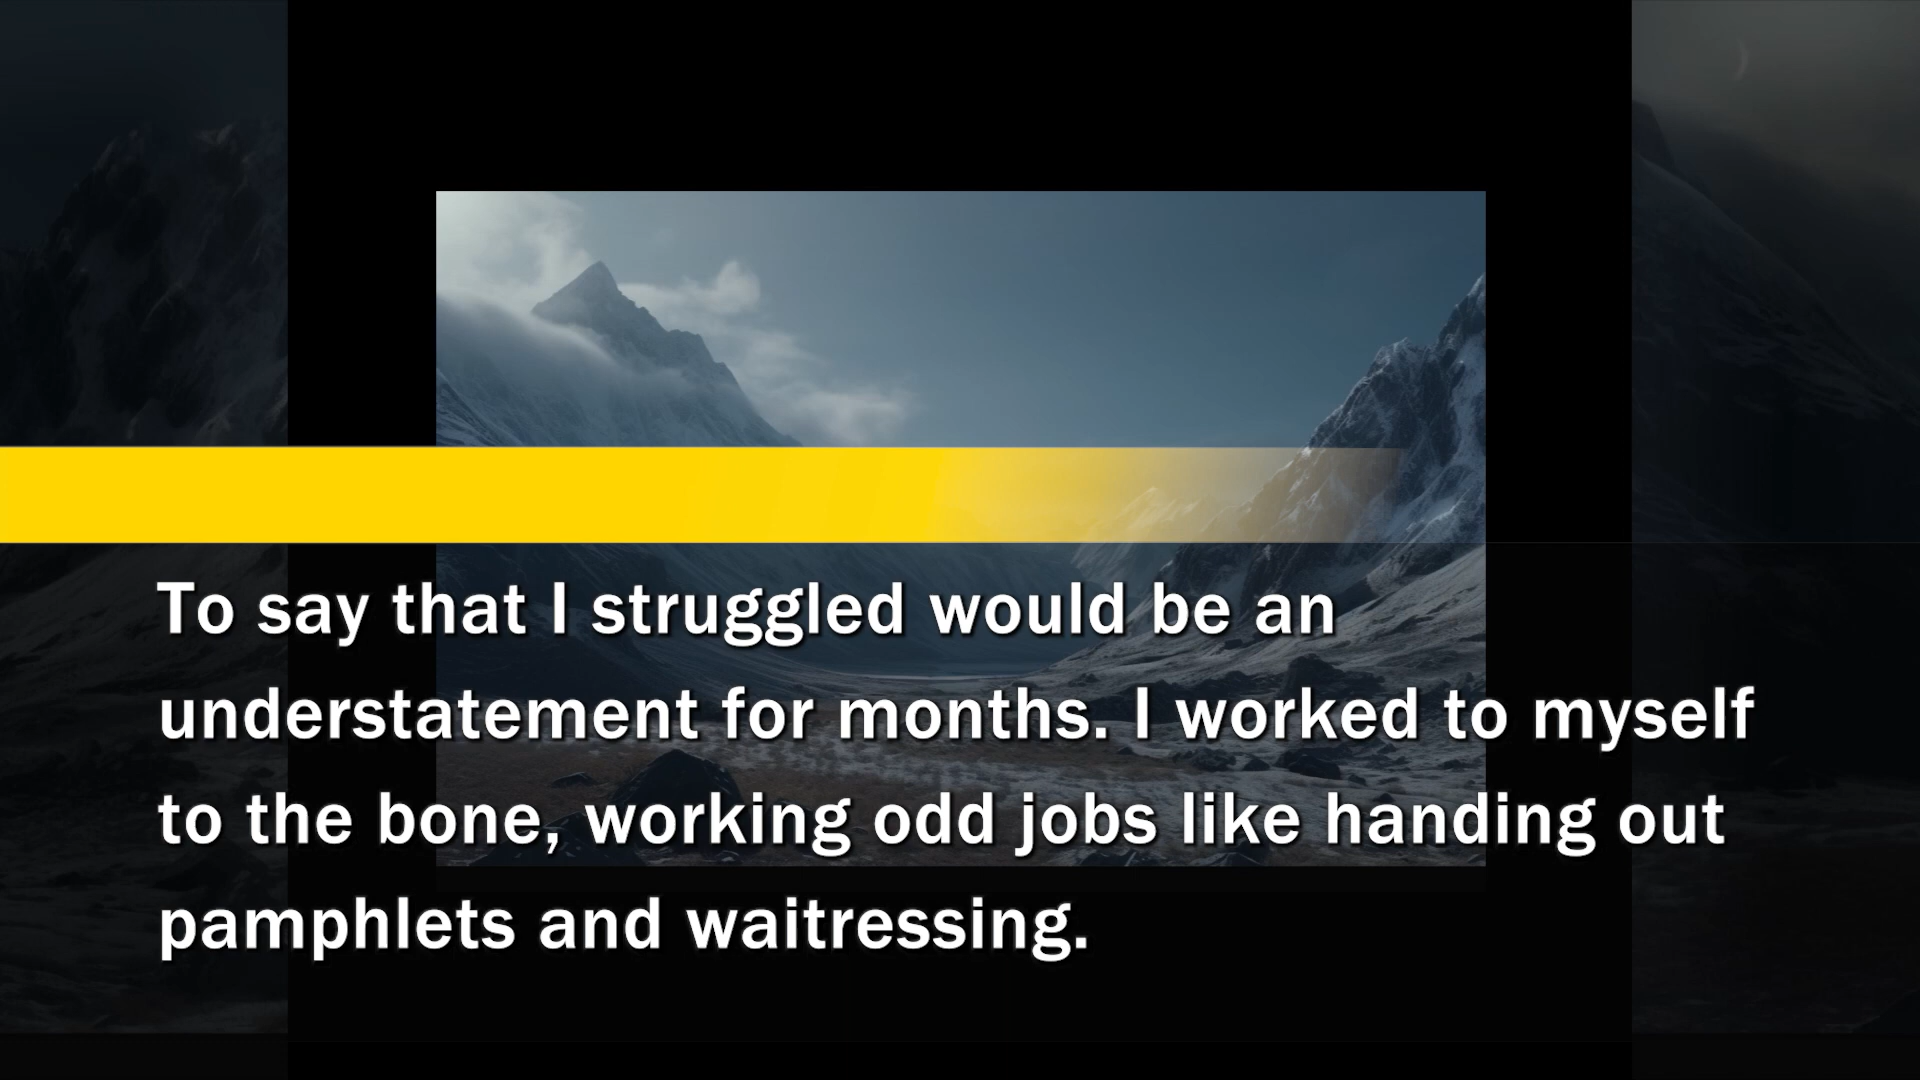 To say that I struggled would be an
understatement for months. I worked to myself
to the bone, working odd jobs like handing out
pamphlets and waitressing.